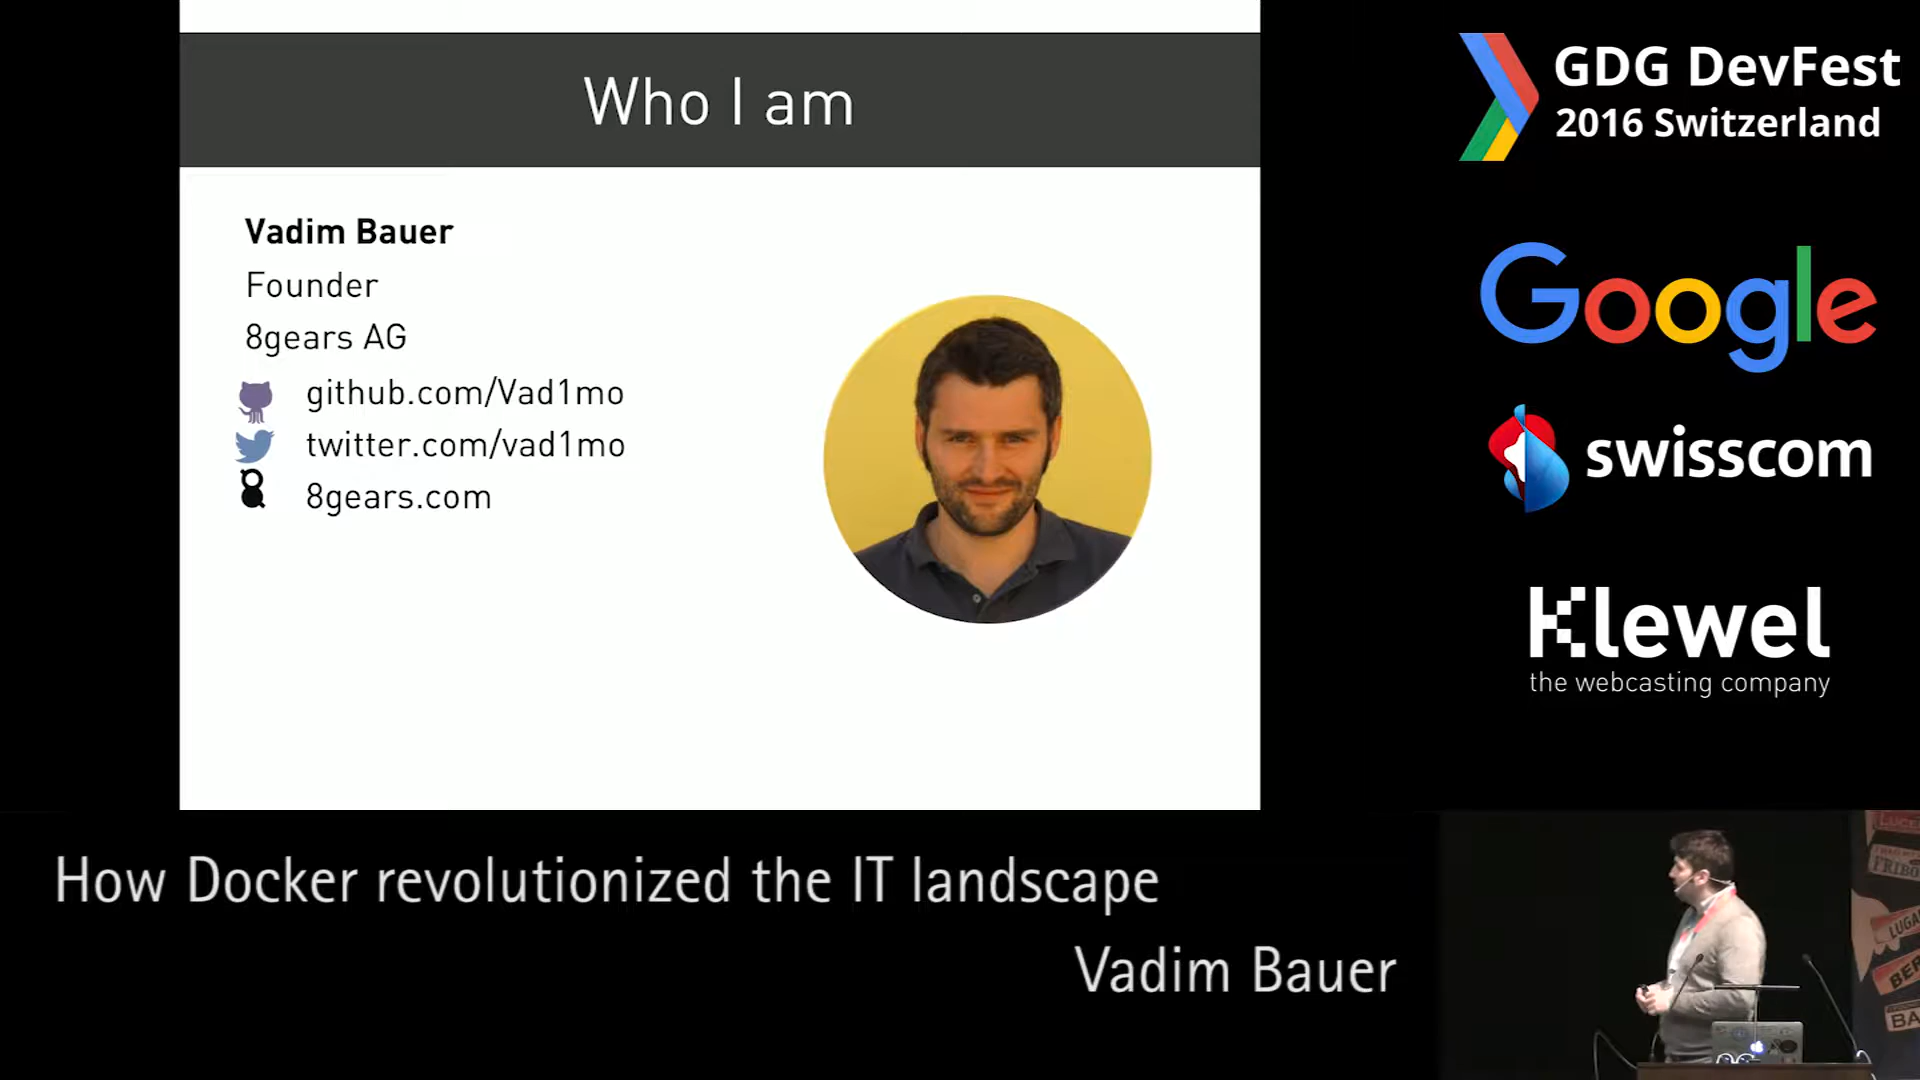 Who I am
Vadim Bauer
Founder
8gears AG
github.com/Vad1mo
twitter.com/vad1mo
8gears.com
GDG DevFest
2016 Switzerland
Google
swisscom
Klewel
the webcasting company
How Docker revolutionized the IT landscape
Vadim Bauer